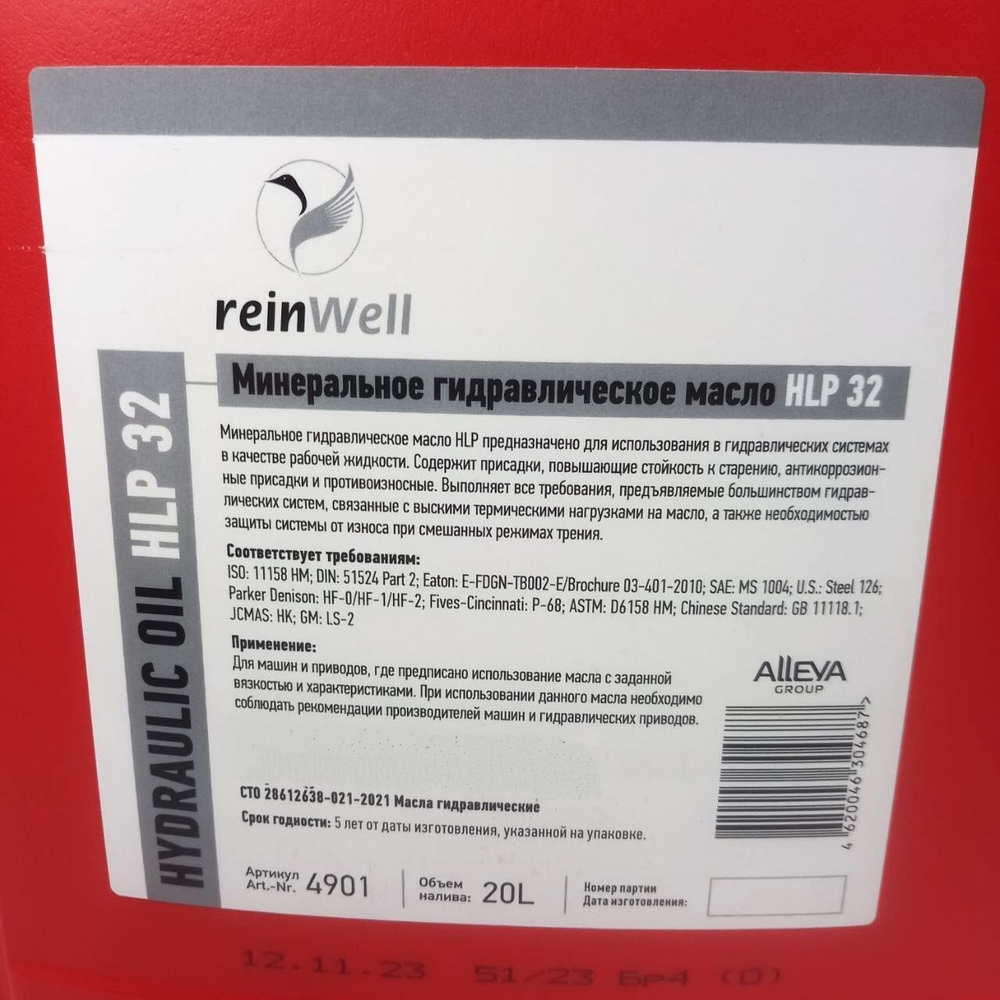 reinWell
HYDRAULIC OIL HLP 32
Минеральное гидравлическое масло HLP 32
Минеральное гидравлическое масло HLP предназначено для использования в гидравлических системах
в качестве рабочей жидкости. Содержит присадки, повышающие стойкость к старению, антикоррозион-
ные присадки и противоизносные. Выполняет все требования, предъявляемые большинством гидрав-
лических систем, связанные с выскими термическими нагрузками на масло, а также необходимостью
защиты системы от износа при смешанных режимах трения.
Соответствует требованиям:
ISO: 11158 HM; DIN: 51524 Part 2; Eaton: E-FDGN-TB002-E/Brochure 03-401-2010; SAE: MS 1004; U.S.: Steel 126;
Parker Denison: HF-0/HF-1/HF-2; Fives-Cincinnati: P-68; ASTM: D6158 HM; Chinese Standard: GB 11118.1;
JCMAS: HK; GM: LS-2
Применение:
Для машин и приводов, где предписано использование масла с заданной
вязкостью и характеристиками. При использовании данного масла необходимо
соблюдать рекомендации производителей машин и гидравлических приводов.
AllEVA
GROUP
4 620046 304687 >
СТО 28612638-021-2021 Масла гидравлические
Срок годности: 5 лет от даты изготовления, указанной на упаковке.
Артикул
Art.-Nr. 4901
Объем
налива: 20L
Номер партии
Дата изготовления:
12.11.23 51/23 Бр4 (0)